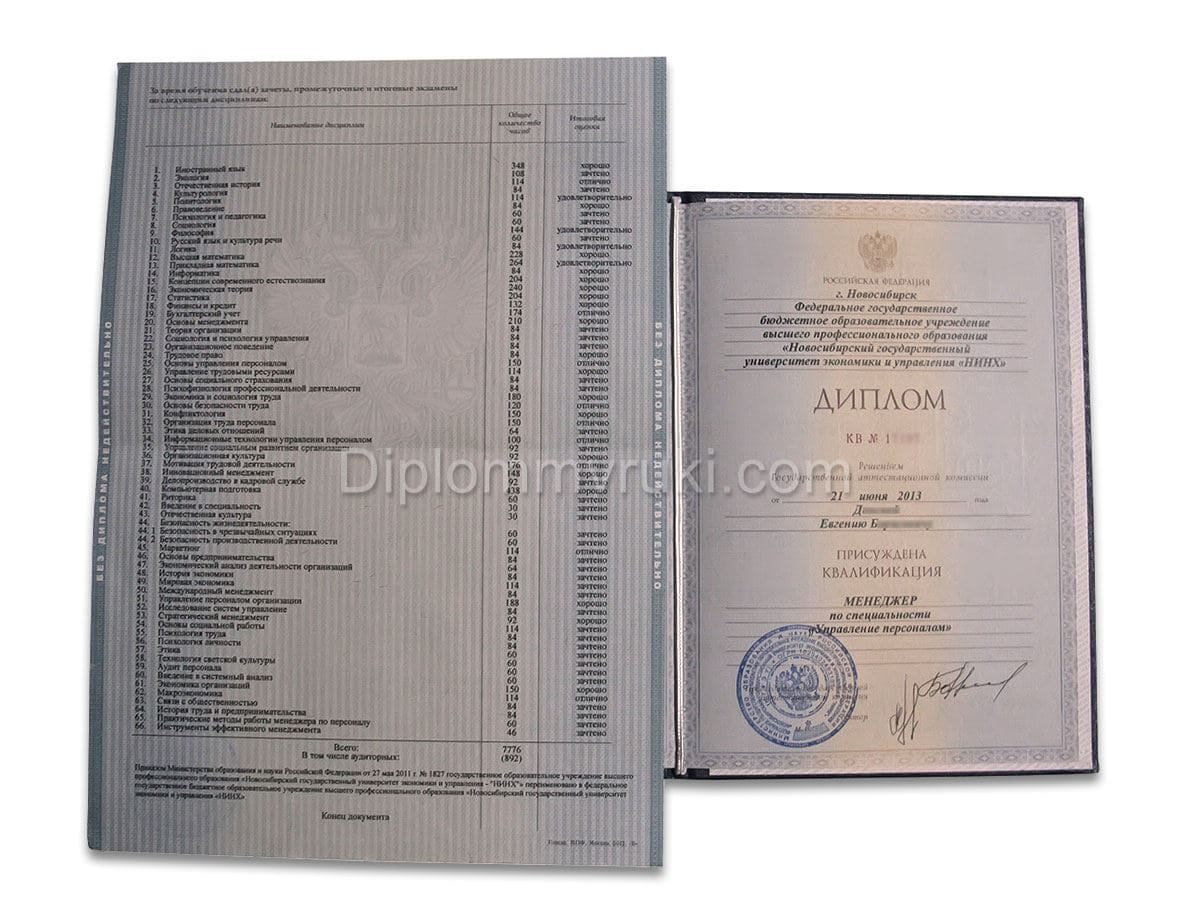 За время обучения сдал(а) зачеты, промежуточные и итоговые экзамены
по следующим дисциплинам:
Наименование дисциплин Общее количество часов Итоговая оценка
1. Иностранный язык 348 хорошо
2. Экология 108 зачтено
3. Отечественная история 114 отлично
4. Культурология 84 зачтено
5. Политология 114 удовлетворительно
6. Правоведение 84 хорошо
7. Психология и педагогика 60 зачтено
8. Социология 60 зачтено
9. Философия 144 удовлетворительно
10. Русский язык и культура речи 60 зачтено
11. Логика 84 удовлетворительно
12. Высшая математика 228 хорошо
13. Прикладная математика 264 удовлетворительно
14. Информатика 84 хорошо
15. Концепции современного естествознания 204 хорошо
16. Экономическая теория 240 хорошо
17. Статистика 204 хорошо
18. Финансы и кредит 132 хорошо
19. Бухгалтерский учет 174 отлично
20. Основы менеджмента 210 хорошо
21. Теория организации 84 зачтено
22. Социология и психология управления 84 хорошо
23. Организационное поведение 84 зачтено
24. Трудовое право 84 хорошо
25. Основы управления персоналом 150 отлично
26. Управление трудовыми ресурсами 114 хорошо
27. Основы социального страхования 84 зачтено
28. Психофизиология профессиональной деятельности 84 зачтено
29. Экономика и социология труда 180 хорошо
30. Основы безопасности труда 120 отлично
31. Конфликтология 150 хорошо
32. Организация труда персонала 150 отлично
33. Этика деловых отношений 64 зачтено
34. Информационные технологии управления персоналом 100 отлично
35. Управление социальным развитием организации 92 зачтено
36. Организационная культура 92 хорошо
37. Мотивация трудовой деятельности 176 отлично
38. Инновационный менеджмент 148 хорошо
39. Делопроизводство в кадровой службе 92 зачтено
40. Компьютерная подготовка 438 хорошо
41. Риторика 60 зачтено
42. Введение в специальность 30 зачтено
43. Отечественная культура 30 зачтено
44. Безопасность жизнедеятельности:
44. 1 Безопасность в чрезвычайных ситуациях 60 зачтено
44. 2 Безопасность производственной деятельности 60 зачтено
45. Маркетинг 114 отлично
46. Основы предпринимательства 84 зачтено
47. Экономический анализ деятельности организаций 64 зачтено
48. История экономики 84 зачтено
49. Мировая экономика 114 зачтено
50. Международный менеджмент 84 зачтено
51. Управление персоналом организации 188 хорошо
52. Исследование систем управления 84 зачтено
53. Стратегический менеджмент 92 хорошо
54. Основы социальной работы 114 зачтено
55. Психология труда 84 зачтено
56. Психология личности 84 зачтено
57. Этика 60 зачтено
58. Технология светской культуры 60 зачтено
59. Аудит персонала 84 зачтено
60. Введение в системный анализ 60 зачтено
61. Экономика организаций 150 хорошо
62. Макроэкономика 114 отлично
63. Связи с общественностью 84 зачтено
64. История труда и предпринимательства 84 зачтено
65. Практические методы работы менеджера по персоналу 60 зачтено
66. Инструменты эффективного менеджмента 46 зачтено
Всего: 7776
В том числе аудиторных: (892)
Приказом Министерства образования и науки Российской Федерации от 27 мая 2011 г. № 1827 государственное образовательное учреждение высшего
профессионального образования «Новосибирский государственный университет экономики и управления - "НИНХ"» переименовано в федеральное
государственное бюджетное образовательное учреждение высшего профессионального образования «Новосибирский государственный университет
экономики и управления «НИНХ»
Конец документа
БЕЗ ДИПЛОМА НЕДЕЙСТВИТЕЛЬНО
БЕЗ ДИПЛОМА НЕДЕЙСТВИТЕЛЬНО
РОССИЙСКАЯ ФЕДЕРАЦИЯ
г. Новосибирск
Федеральное государственное
бюджетное образовательное учреждение
высшего профессионального образования
«Новосибирский государственный
университет экономики и управления «НИНХ»
ДИПЛОМ
КВ № 1
Решением
Государственной аттестационной комиссии
от 21 июня 2013 года
Евгению
ПРИСУЖДЕНА
КВАЛИФИКАЦИЯ
МЕНЕДЖЕР
по специальности
«Управление персоналом»